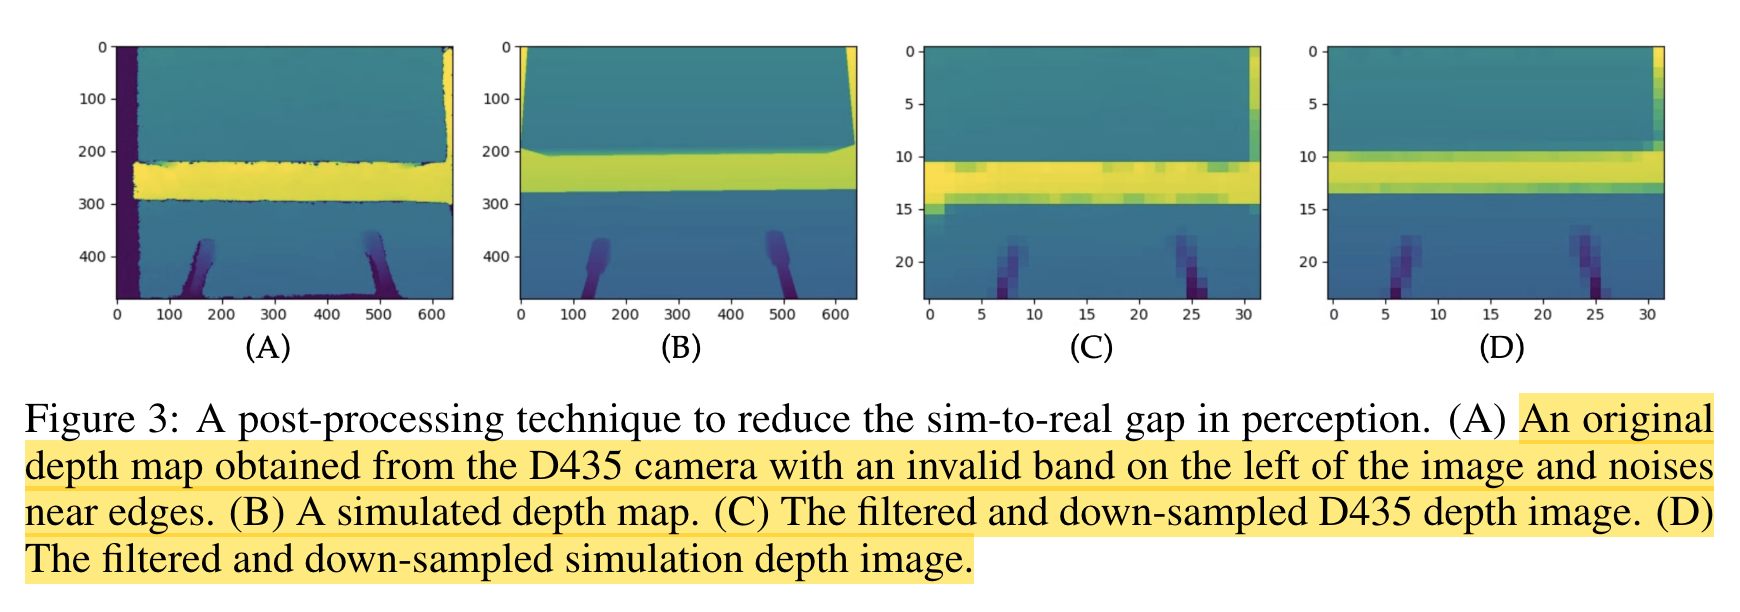 0
100
200
300
400
0 100 200 300 400 500 600
0
100
200
300
400
0 100 200 300 400 500 600
0
5
10
15
20
0 5 10 15 20 25 30
0
5
10
15
20
0 5 10 15 20 25 30
(A) (B) (C) (D)
Figure 3: A post-processing technique to reduce the sim-to-real gap in perception. (A) An original
depth map obtained from the D435 camera with an invalid band on the left of the image and noises
near edges. (B) A simulated depth map. (C) The filtered and down-sampled D435 depth image. (D)
The filtered and down-sampled simulation depth image.